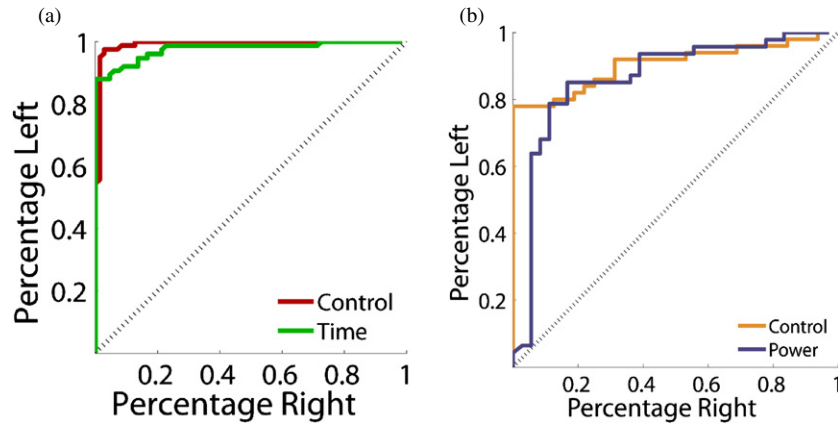 (a)
Percentage Left
1
0.8
0.6
0.4
0.2
0.2 0.4 0.6 0.8 1
Percentage Right
Control
Time
(b)
Percentage Left
1
0.8
0.6
0.4
0.2
0.2 0.4 0.6 0.8 1
Percentage Right
Control
Power